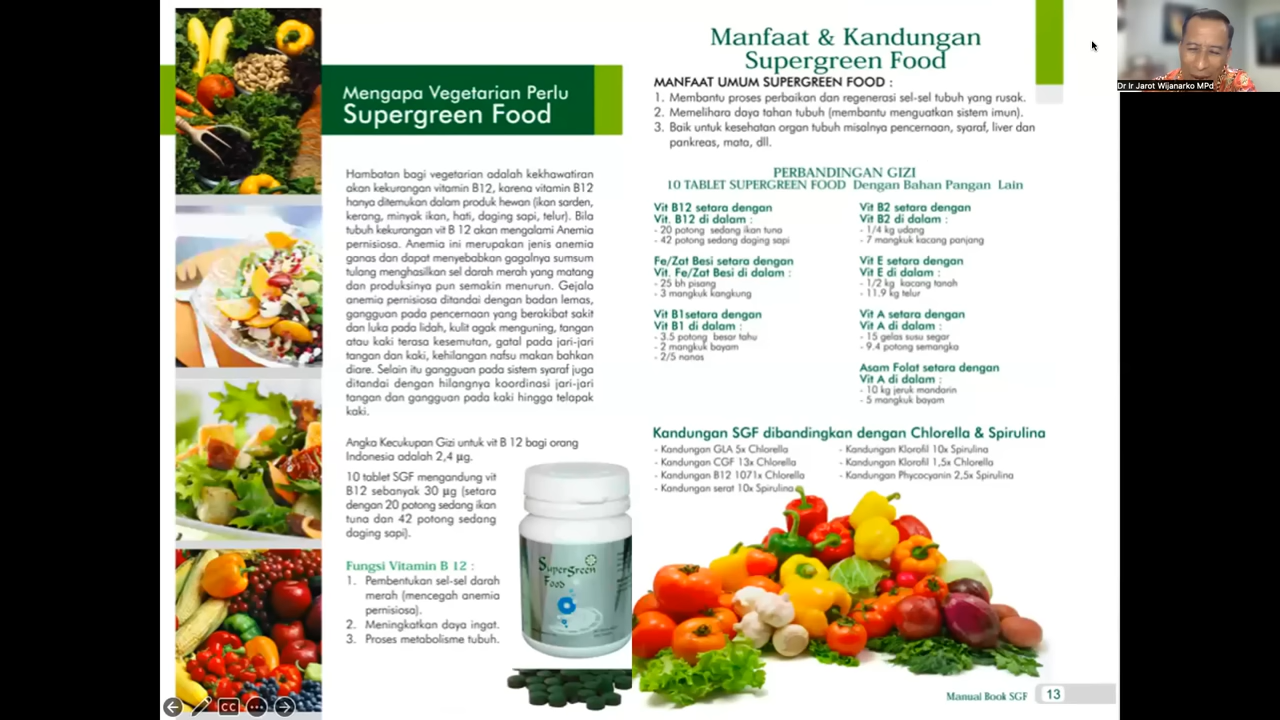 Mengapa Vegetarian Perlu
Supergreen Food
Hambatan bagi vegetarian adalah kekhawatiran
akan kekurangan vitamin B12, karena vitamin B12
hanya ditemukan dalam produk hewan (ikan sarden,
kerang, minyak ikan, hati, daging sapi, telur). Bila
tubuh kekurangan vit B 12 akan mengalami Anemia
pernisiosa. Anemia ini merupakan jenis anemia
ganas dan dapat menyebabkan gagalnya sumsum
tulang menghasilkan sel darah merah yang matang
dan produksinya pun semakin menurun. Gejala
anemia pernisiosa ditandai dengan badan lemas,
gangguan pada pencernaan yang berakibat sakit
dan luka pada lidah, kulit agak menguning, tangan
atau kaki terasa kesemutan, gatal pada jari-jari
tangan dan kaki, kehilangan nafsu makan bahkan
diare. Selain itu gangguan pada sistem syaraf juga
ditandai dengan hilangnya koordinasi jari-jari
tangan dan gangguan pada kaki hingga telapak
kaki.
Angka Kecukupan Gizi untuk vit B 12 bagi orang
Indonesia adalah 2,4 µg.
10 tablet SGF mengandung vit
B12 sebanyak 30 µg (setara
dengan 20 potong sedang ikan
tuna dan 42 potong sedang
daging sapi).
Fungsi Vitamin B 12 :
1. Pembentukan sel-sel darah
merah (mencegah anemia
pernisiosa).
2. Meningkatkan daya ingat.
3. Proses metabolisme tubuh.
SuperGreen
Food
CC
Manfaat & Kandungan
Supergreen Food
MANFAAT UMUM SUPERGREEN FOOD :
1. Membantu proses perbaikan dan regenerasi sel-sel tubuh yang rusak.
2. Memelihara daya tahan tubuh (membantu menguatkan sistem imun).
3. Baik untuk kesehatan organ tubuh misalnya pencernaan, syaraf, liver dan
pankreas, mata, dll.
PERBANDINGAN GIZI
10 TABLET SUPERGREEN FOOD Dengan Bahan Pangan Lain
Vit B12 setara dengan
Vit. B12 di dalam :
- 20 potong sedang ikan tuna
- 42 potong sedang daging sapi
Fe/Zat Besi setara dengan
Vit. Fe/Zat Besi di dalam :
- 25 bh pisang
- 3 mangkuk kangkung
Vit B1setara dengan
Vit B1 di dalam :
- 3.5 potong besar tahu
- 2 mangkuk bayam
- 2/5 nanas
Vit B2 setara dengan
Vit B2 di dalam :
- 1/4 kg udang
- 7 mangkuk kacang panjang
Vit E setara dengan
Vit E di dalam :
- 1/2 kg kacang tanah
- 11.9 kg telur
Vit A setara dengan
Vit A di dalam :
- 15 gelas susu segar
- 9.4 potong semangka
Asam Folat setara dengan
Vit A di dalam :
- 10 kg jeruk mandarin
- 5 mangkuk bayam
Kandungan SGF dibandingkan dengan Chlorella & Spirulina
- Kandungan GLA 5x Chlorella
- Kandungan CGF 13x Chlorella
- Kandungan B12 1071x Chlorella
- Kandungan serat 10x Spirulina
- Kandungan Klorofil 10x Spirulina
- Kandungan Klorofil 1,5x Chlorella
- Kandungan Phycocyanin 2,5x Spirulina
Manual Book SGF 13
Dr Ir Jarot Wijanarko MPd